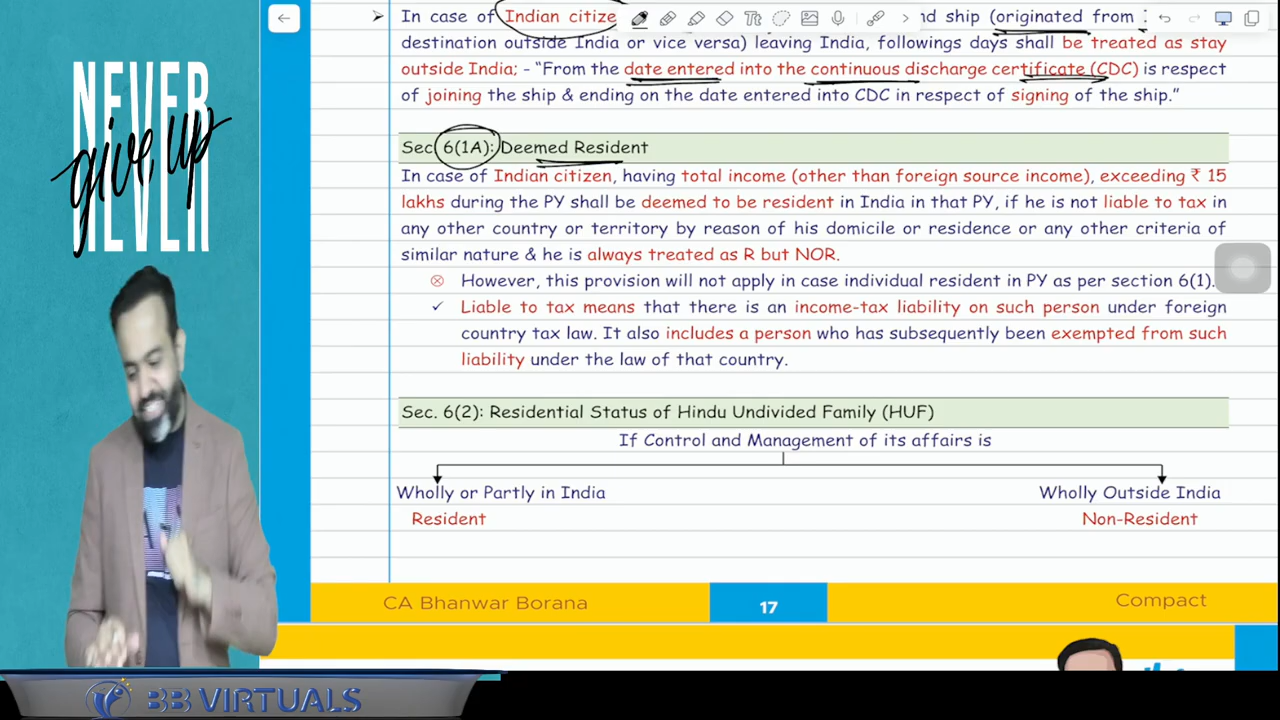 NEVER
give up
NEVER
➤ In case of Indian citize nd ship (originated from
destination outside India or vice versa) leaving India, followings days shall be treated as stay
outside India; - “From the date entered into the continuous discharge certificate (CDC) is respect
of joining the ship & ending on the date entered into CDC in respect of signing of the ship.”
Sec 6(1A): Deemed Resident
In case of Indian citizen, having total income (other than foreign source income), exceeding ₹ 15
lakhs during the PY shall be deemed to be resident in India in that PY, if he is not liable to tax in
any other country or territory by reason of his domicile or residence or any other criteria of
similar nature & he is always treated as R but NOR.
⊗ However, this provision will not apply in case individual resident in PY as per section 6(1).
✓ Liable to tax means that there is an income-tax liability on such person under foreign
country tax law. It also includes a person who has subsequently been exempted from such
liability under the law of that country.
Sec. 6(2): Residential Status of Hindu Undivided Family (HUF)
If Control and Management of its affairs is
Wholly or Partly in India Wholly Outside India
Resident Non-Resident
CA Bhanwar Borana 17 Compact
BB VIRTUALS